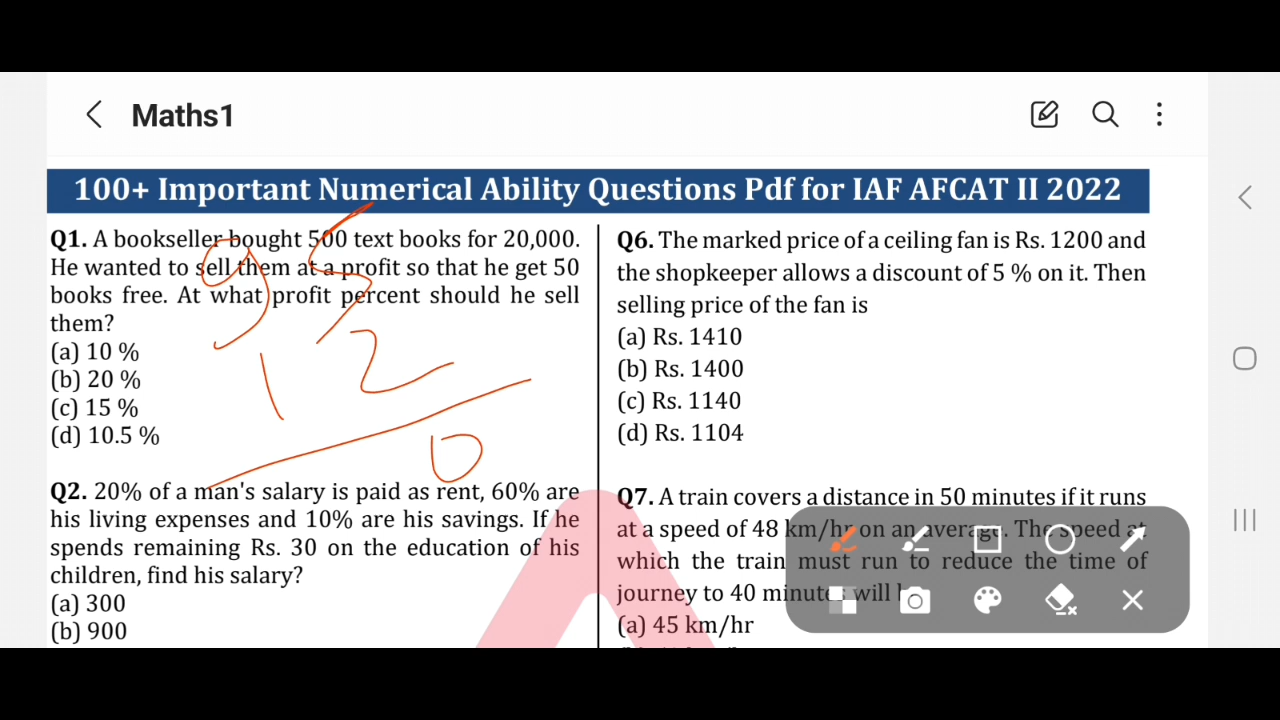 Maths1
100+ Important Numerical Ability Questions Pdf for IAF AFCAT II 2022
Q1. A bookseller bought 500 text books for 20,000.
He wanted to sell them at a profit so that he get 50
books free. At what profit percent should he sell
them?
(a) 10 %
(b) 20 %
(c) 15 %
(d) 10.5 %
95
12
0
Q2. 20% of a man's salary is paid as rent, 60% are
his living expenses and 10% are his savings. If he
spends remaining Rs. 30 on the education of his
children, find his salary?
(a) 300
(b) 900
Q6. The marked price of a ceiling fan is Rs. 1200 and
the shopkeeper allows a discount of 5 % on it. Then
selling price of the fan is
(a) Rs. 1410
(b) Rs. 1400
(c) Rs. 1140
(d) Rs. 1104
Q7. A train covers a distance in 50 minutes if it runs
at a speed of 48 km/hr on an average. The speed at
which the train must run to reduce the time of
journey to 40 minutes will
(a) 45 km/hr